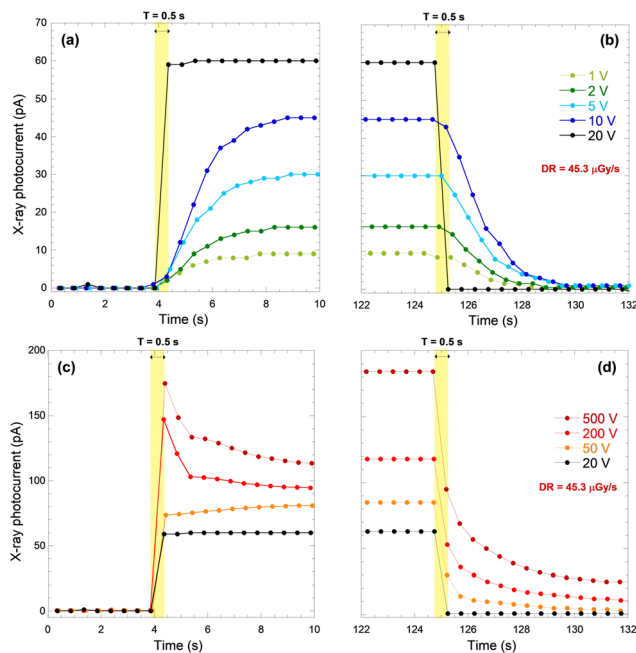 T = 0.5 s
T = 0.5 s
(a)
(b)
X-ray photocurrent (pA)
70
60
50
40
30
20
10
0
1 V
2 V
5 V
10 V
20 V
DR = 45.3 μGy/s
0 2 4 6 8 10
122 124 126 128 130 132
Time (s)
Time (s)
T = 0.5 s
T = 0.5 s
(c)
(d)
X-ray photocurrent (pA)
200
150
100
50
0
500 V
200 V
50 V
20 V
DR = 45.3 μGy/s
0 2 4 6 8 10
122 124 126 128 130 132
Time (s)
Time (s)